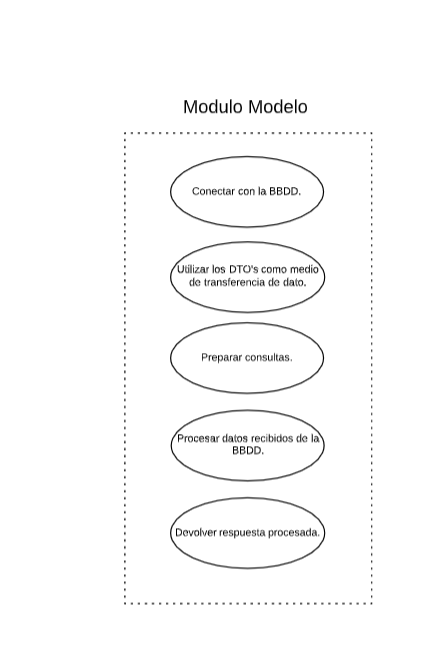 Modulo Modelo
Conectar con la BBDD.
Utilizar los DTO's como medio
de transferencia de dato.
Preparar consultas.
Procesar datos recibidos de la
BBDD.
Devolver respuesta procesada.